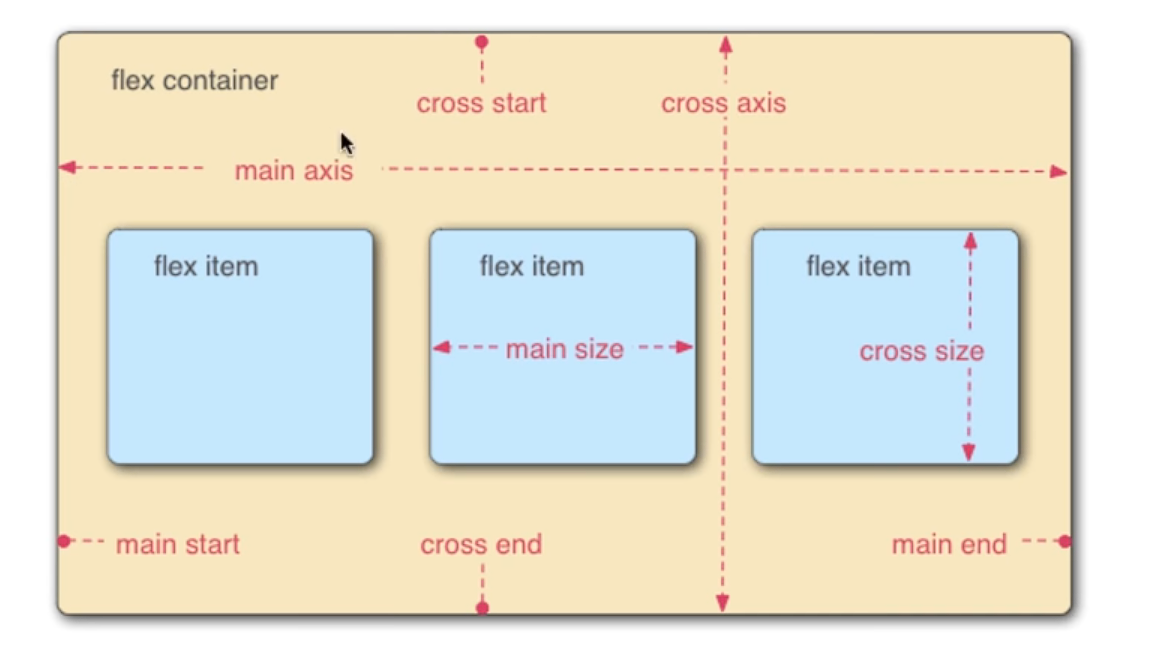 flex container
cross start
cross axis
main axis
flex item
flex item
flex item
main size
cross size
main start
cross end
main end